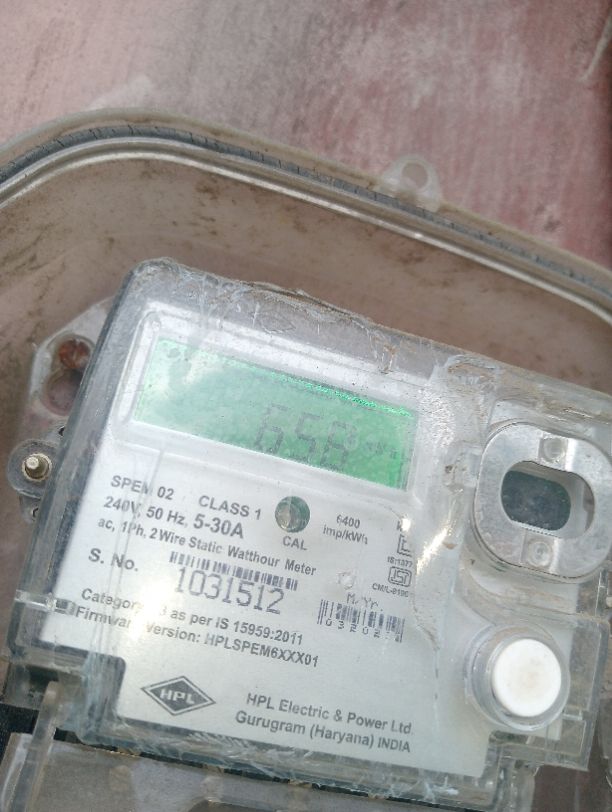 658
SPEM 02 CLASS 1
240V, 50 Hz, 5-30A
ac, 1Ph, 2 Wire Static Watthour Meter
CAL
6400
imp/kWh
S. No.
1031512
M/Yr.
CM/L-
Category as per IS 15959:2011
Firmware Version: HPLSPEM6XXX01
HPL
HPL Electric & Power Ltd.
Gurugram (Haryana) INDIA